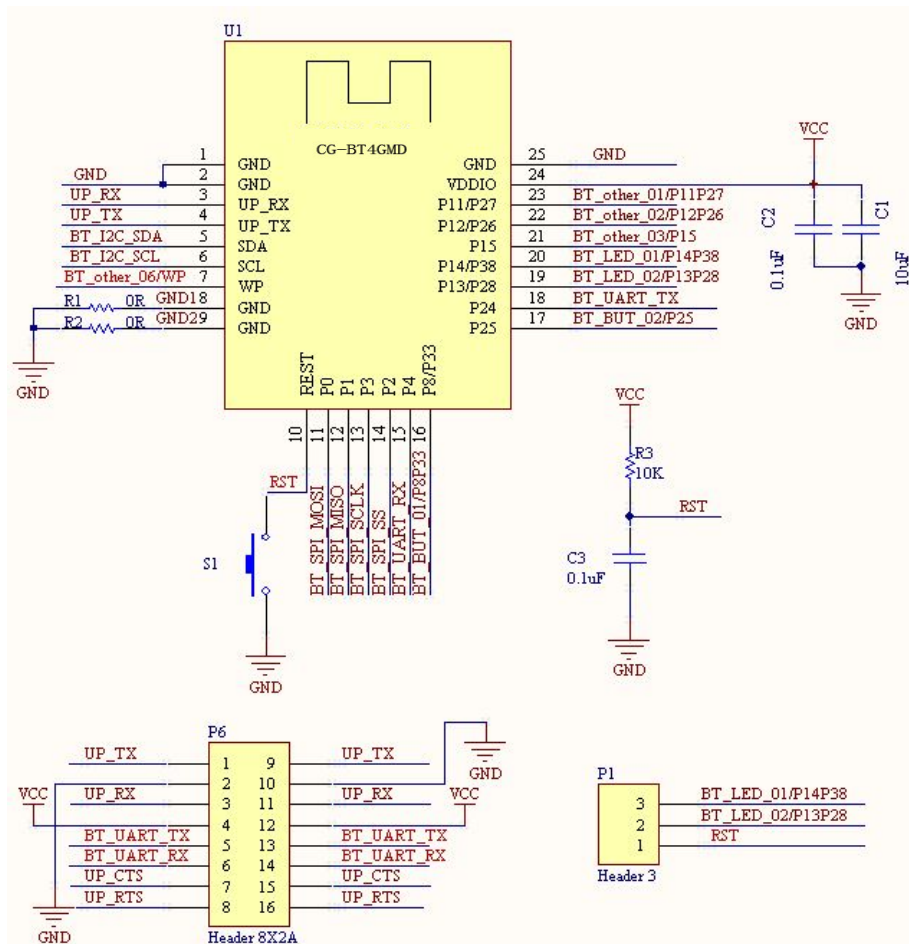 U1
CG-BT4GMD
1 GND
GND 2 GND
UP_RX 3 UP_RX
UP_TX 4 UP_TX
BT_I2C_SDA 5 SDA
BT_I2C_SCL 6 SCL
BT_other_06/WP 7 WP
R1 0R GND1 8 GND
R2 0R GND2 9 GND
GND
GND 25 GND
VDDIO 24
P11/P27 23 BT_other_01/P11P27
P12/P26 22 BT_other_02/P12P26
P15 21 BT_other_03/P15
P14/P38 20 BT_LED_01/P14P38
P13/P28 19 BT_LED_02/P13P28
P24 18 BT_UART_TX
P25 17 BT_BUT_02/P25
VCC
C2
0.1uF
C1
10uF
GND
REST 10 RST
P0 11 BT_SPI_MOSI
P1 12 BT_SPI_MISO
P3 13 BT_SPI_SCLK
P2 14 BT_SPI_SS
P4 15 BT_UART_RX
P8/P33 16 BT_BUT_01/P8P33
S1
GND
VCC
R3
10K
RST
C3
0.1uF
GND
P6
UP_TX 1 9 UP_TX
2 10 GND
VCC UP_RX 3 11 UP_RX VCC
4 12
BT_UART_TX 5 13 BT_UART_TX
BT_UART_RX 6 14 BT_UART_RX
UP_CTS 7 15 UP_CTS
UP_RTS 8 16 UP_RTS
GND Header 8X2A
P1
3 BT_LED_01/P14P38
2 BT_LED_02/P13P28
1 RST
Header 3